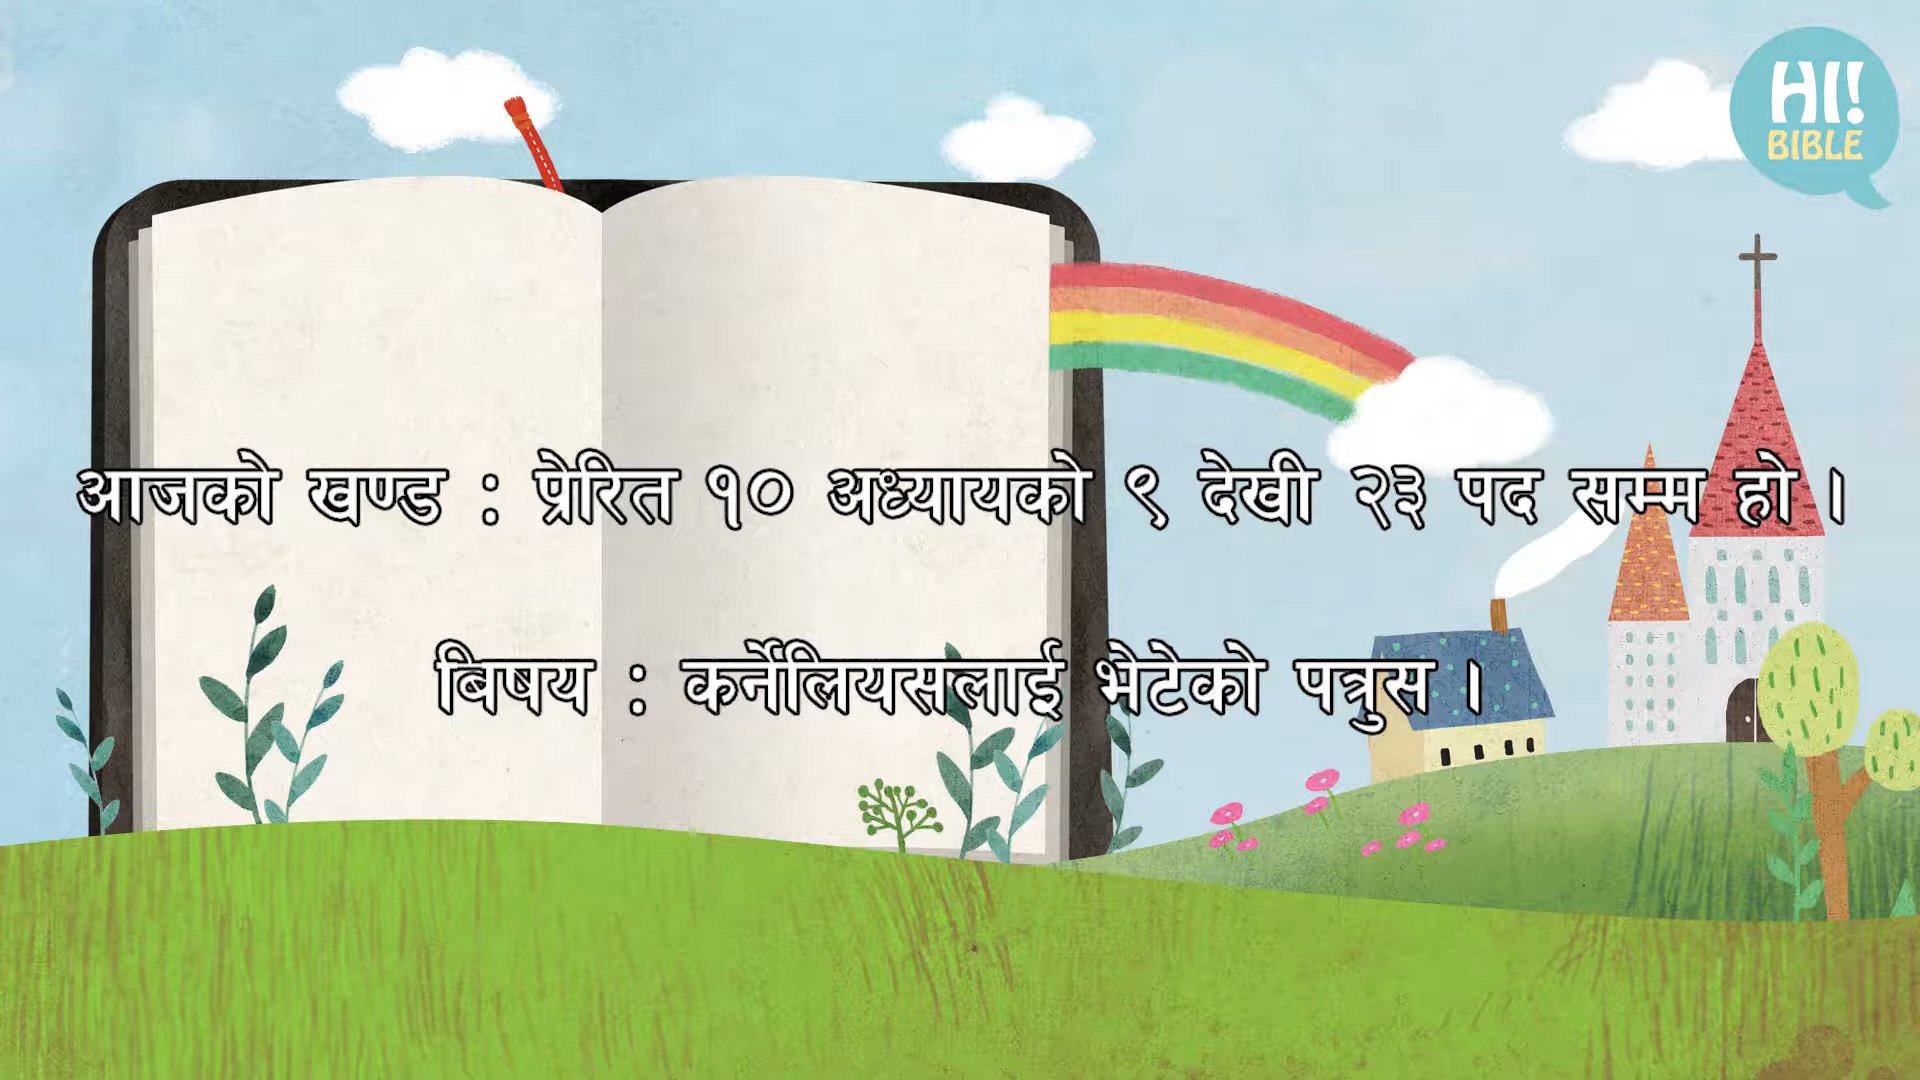 HI!
BIBLE
आजको खण्ड : प्रेरित १० अध्यायको ९ देखी २३ पद सम्म हो ।
बिषय : कर्नेलियसलाई भेटेको पत्रुस ।